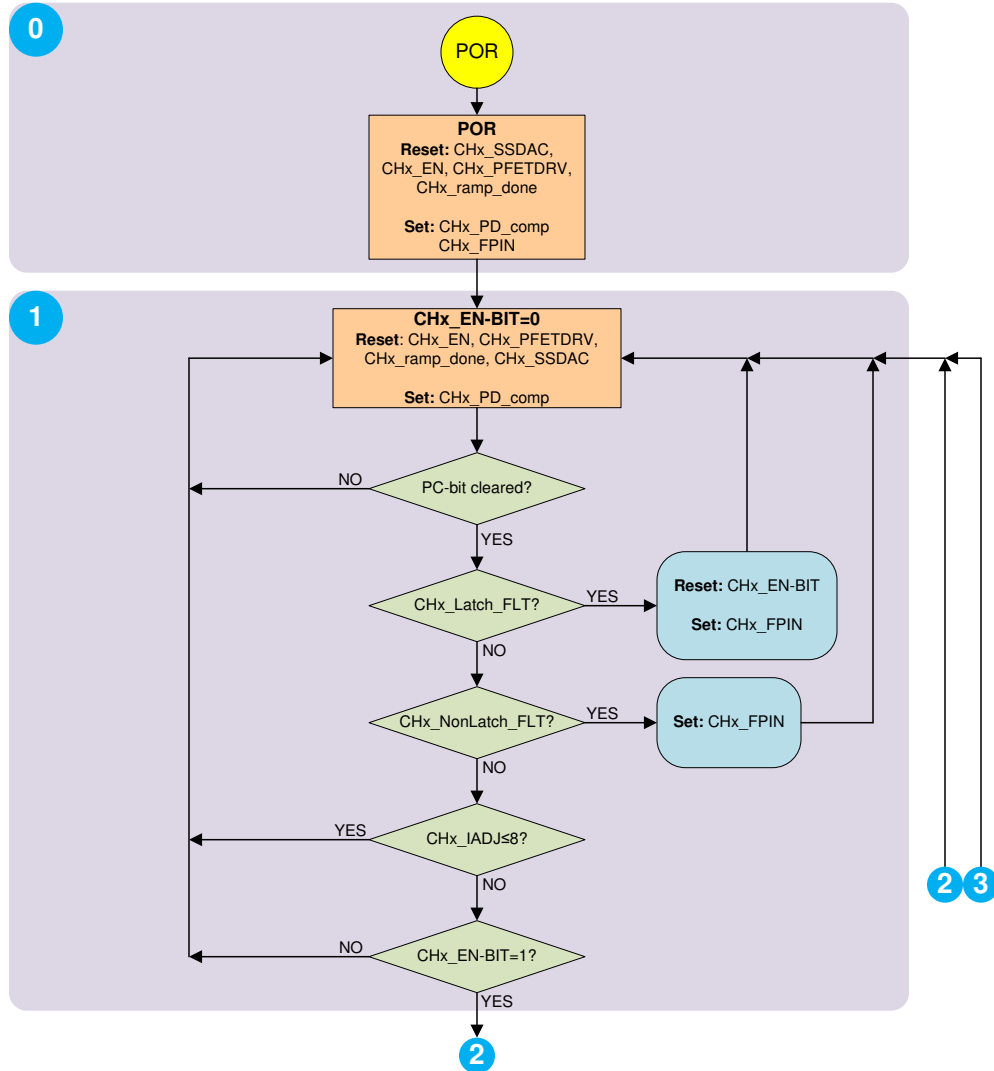 0
POR
POR
Reset: CHx_SSDAC,
CHx_EN, CHx_PFETDRV,
CHx_ramp_done
Set: CHx_PD_comp
CHx_FPIN
1
CHx_EN-BIT=0
Reset: CHx_EN, CHx_PFETDRV,
CHx_ramp_done, CHx_SSDAC
Set: CHx_PD_comp
NO
PC-bit cleared?
YES
CHx_Latch_FLT?
YES
Reset: CHx_EN-BIT
Set: CHx_FPIN
NO
CHx_NonLatch_FLT?
YES
Set: CHx_FPIN
NO
YES
CHx_IADJ≤8?
NO
2
3
NO
CHx_EN-BIT=1?
YES
2